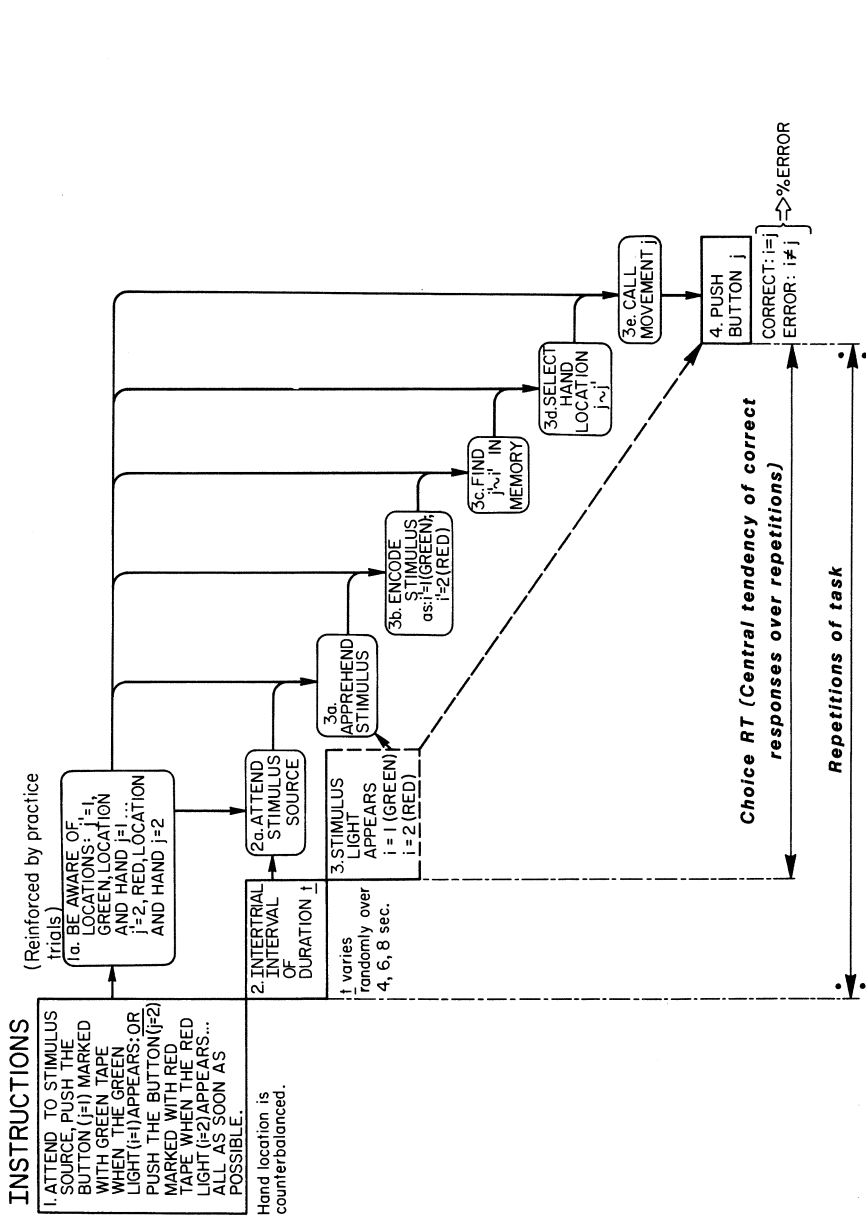 INSTRUCTIONS
1. ATTEND TO STIMULUS
SOURCE, PUSH THE
BUTTON (j=1) MARKED
WITH GREEN TAPE
WHEN THE GREEN
LIGHT (i=1) APPEARS: OR
PUSH THE BUTTON (j=2)
MARKED WITH RED
TAPE WHEN THE RED
LIGHT (i=2) APPEARS...
ALL AS SOON AS
POSSIBLE.
Hand location is
counterbalanced.
(Reinforced by practice
trials)
1a. BE AWARE OF
LOCATIONS: j'=1,
GREEN, LOCATION
AND HAND j=1 ...
j'=2, RED, LOCATION
AND HAND j=2
2. INTERTRIAL
INTERVAL
OF
DURATION t
t varies
randomly over
4, 6, 8 sec.
2a. ATTEND
STIMULUS
SOURCE
3. STIMULUS
LIGHT
APPEARS
i = 1 (GREEN)
i = 2 (RED)
3a.
APPREHEND
STIMULUS
3b. ENCODE
STIMULUS
as: i'=1 (GREEN),
i'=2 (RED)
3c. FIND
j'~i' IN
MEMORY
3d. SELECT
HAND
LOCATION
j~j'
3e. CALL
MOVEMENT j
4. PUSH
BUTTON j
CORRECT: i=j
ERROR: i≠j
⇒%ERROR
Choice RT (Central tendency of correct
responses over repetitions)
Repetitions of task